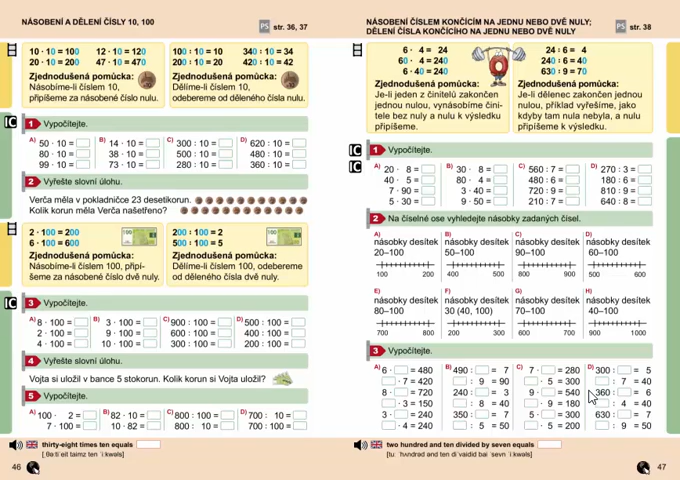 NÁSOBENÍ A DĚLENÍ ČÍSLY 10, 100
PS str. 36, 37
10 · 10 = 100 12 · 10 = 120
20 · 10 = 200 47 · 10 = 470
Zjednodušená pomůcka:
Násobíme-li číslem 10,
připíšeme za násobené číslo nulu.
100 : 10 = 10 340 : 10 = 34
200 : 10 = 20 420 : 10 = 42
Zjednodušená pomůcka:
Dělíme-li číslem 10,
odebereme od děleného čísla nulu.
1 Vypočítejte.
A) 50 · 10 = B) 14 · 10 = C) 300 : 10 = D) 620 : 10 =
80 · 10 = 38 · 10 = 500 : 10 = 480 : 10 =
99 · 10 = 73 · 10 = 280 : 10 = 360 : 10 =
2 Vyřešte slovní úlohu.
Verča měla v pokladničce 23 desetikorun.
Kolik korun měla Verča našetřeno?
2 · 100 = 200
6 · 100 = 600
Zjednodušená pomůcka:
Násobíme-li číslem 100, připí-
šeme za násobené číslo dvě nuly.
200 : 100 = 2
500 : 100 = 5
Zjednodušená pomůcka:
Dělíme-li číslem 100, odebereme
od děleného čísla dvě nuly.
3 Vypočítejte.
A) 8 · 100 = B) 3 · 100 = C) 900 : 100 = D) 500 : 100 =
2 · 100 = 9 · 100 = 600 : 100 = 400 : 100 =
4 · 100 = 10 · 100 = 300 : 100 = 200 : 100 =
4 Vyřešte slovní úlohu.
Vojta si uložil v bance 5 stokorun. Kolik korun si Vojta uložil?
5 Vypočítejte.
A) 100 · 2 = B) 82 · 10 = C) 800 : 100 = D) 700 : 10 =
7 · 100 = 10 · 82 = 800 : 10 = 700 : 100 =
thirty-eight times ten equals
46
NÁSOBENÍ ČÍSLEM KONČÍCÍM NA JEDNU NEBO DVĚ NULY;
DĚLENÍ ČÍSLA KONČÍCÍHO NA JEDNU NEBO DVĚ NULY
PS str. 38
6 · 4 = 24
60 · 4 = 240
6 · 40 = 240
Zjednodušená pomůcka:
Je-li jeden z činitelů zakončen
jednou nulou, vynásobíme čini-
tele bez nuly a nulu k výsledku
připíšeme.
24 : 6 = 4
240 : 6 = 40
630 : 9 = 70
Zjednodušená pomůcka:
Je-li dělenec zakončen jednou
nulou, příklad vyřešíme, jako
kdyby tam nula nebyla, a nulu
připíšeme k výsledku.
1 Vypočítejte.
A) 20 · 8 = B) 30 · 8 = C) 560 : 7 = D) 270 : 3 =
40 · 5 = 80 · 4 = 480 : 6 = 180 : 6 =
7 · 90 = 3 · 40 = 720 : 9 = 810 : 9 =
5 · 30 = 9 · 50 = 210 : 7 = 640 : 8 =
2 Na číselné ose vyhledejte násobky zadaných čísel.
A) B) C) D)
násobky desítek násobky desítek násobky desítek násobky desítek
20–100 50–100 90–100 60–100
100 200 400 500 800 900 500 600
E) F) G) H)
násobky desítek násobky desítek násobky desítek násobky desítek
80–100 30 (40, 100) 70–100 40–100
700 800 200 300 600 700 900 1000
3 Vypočítejte.
A) 6 · = 480 B) 490 : = 7 C) 7 · = 280 D) 300 : = 5
· 7 = 420 : 9 = 90 · 5 = 300 : 7 = 40
8 · = 720 240 : = 3 9 · = 540 360 : = 6
· 3 = 150 : 8 = 40 · 9 = 180 : 4 = 40
3 · = 240 350 : = 7 5 · = 300 630 : = 7
· 4 = 240 : 5 = 50 · 5 = 200 : 9 = 50
two hundred and ten divided by seven equals
47